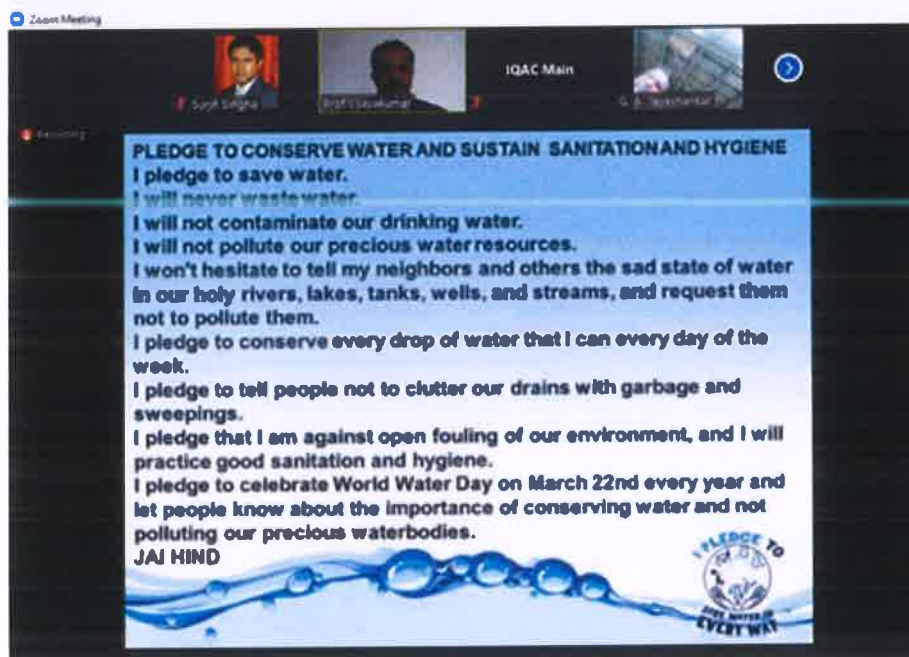 Zoom Meeting
IQAC Main
Recording
PLEDGE TO CONSERVE WATER AND SUSTAIN SANITATION AND HYGIENE
I pledge to save water.
I will never waste water.
I will not contaminate our drinking water.
I will not pollute our precious water resources.
I won't hesitate to tell my neighbors and others the sad state of water
in our holy rivers, lakes, tanks, wells, and streams, and request them
not to pollute them.
I pledge to conserve every drop of water that I can every day of the
week.
I pledge to tell people not to clutter our drains with garbage and
sweepings.
I pledge that I am against open fouling of our environment, and I will
practice good sanitation and hygiene.
I pledge to celebrate World Water Day on March 22nd every year and
let people know about the importance of conserving water and not
polluting our precious waterbodies.
JAI HIND
I PLEDGE TO
SAVE WATER IN
EVERY WAY